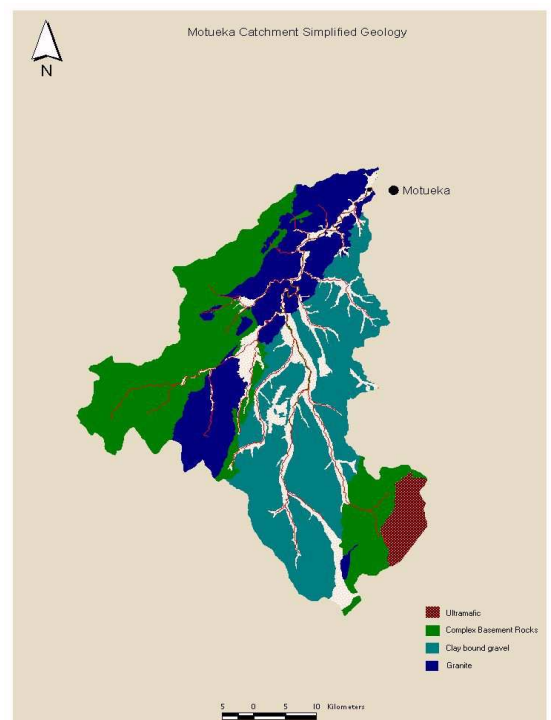 Motueka Catchment Simplified Geology
N
Motueka
Ultramafic
Complex Basement Rocks
Clay bound gravel
Granite
5 0 5 10 Kilometers